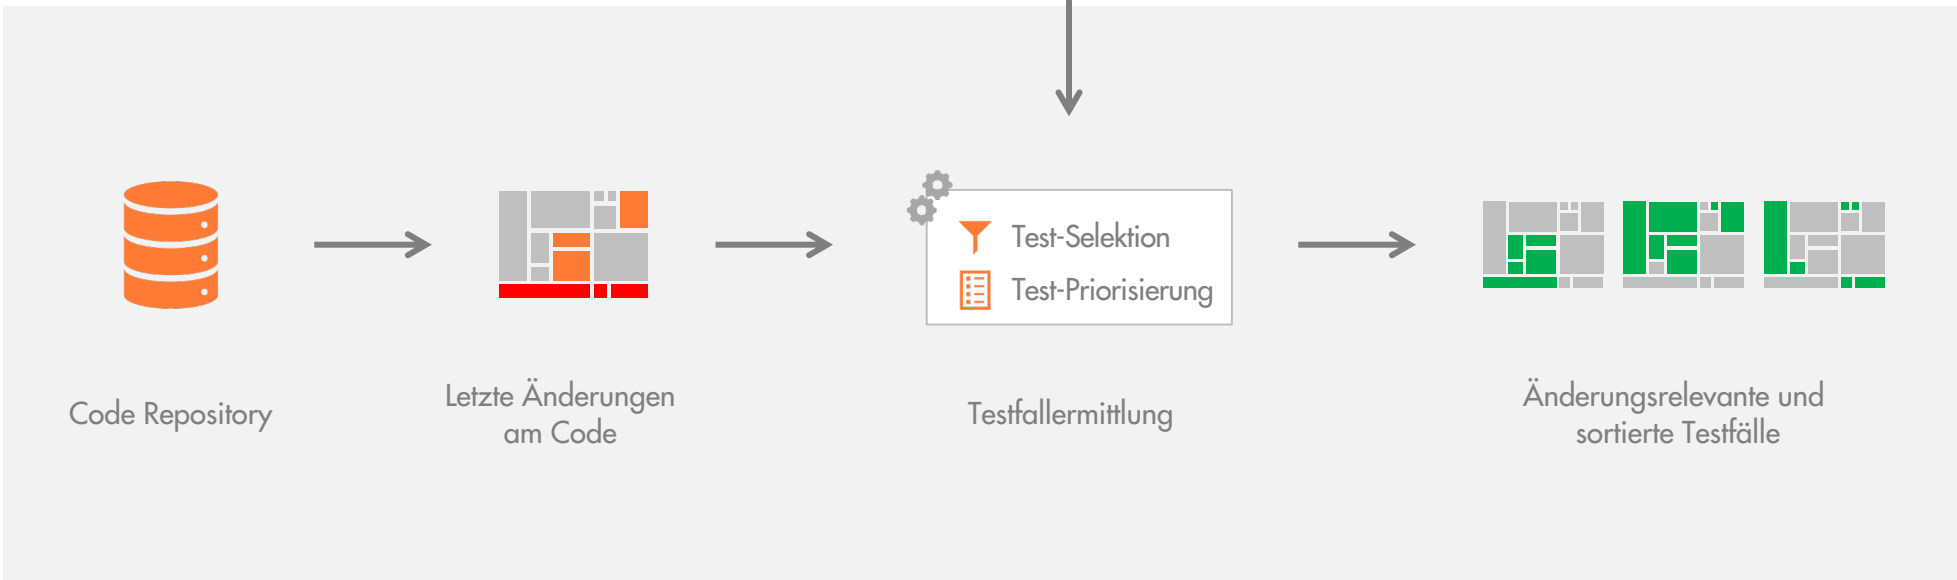 Test-Selektion
Test-Priorisierung
Code Repository
Letzte Änderungen
am Code
Testfallermittlung
Änderungsrelevante und
sortierte Testfälle